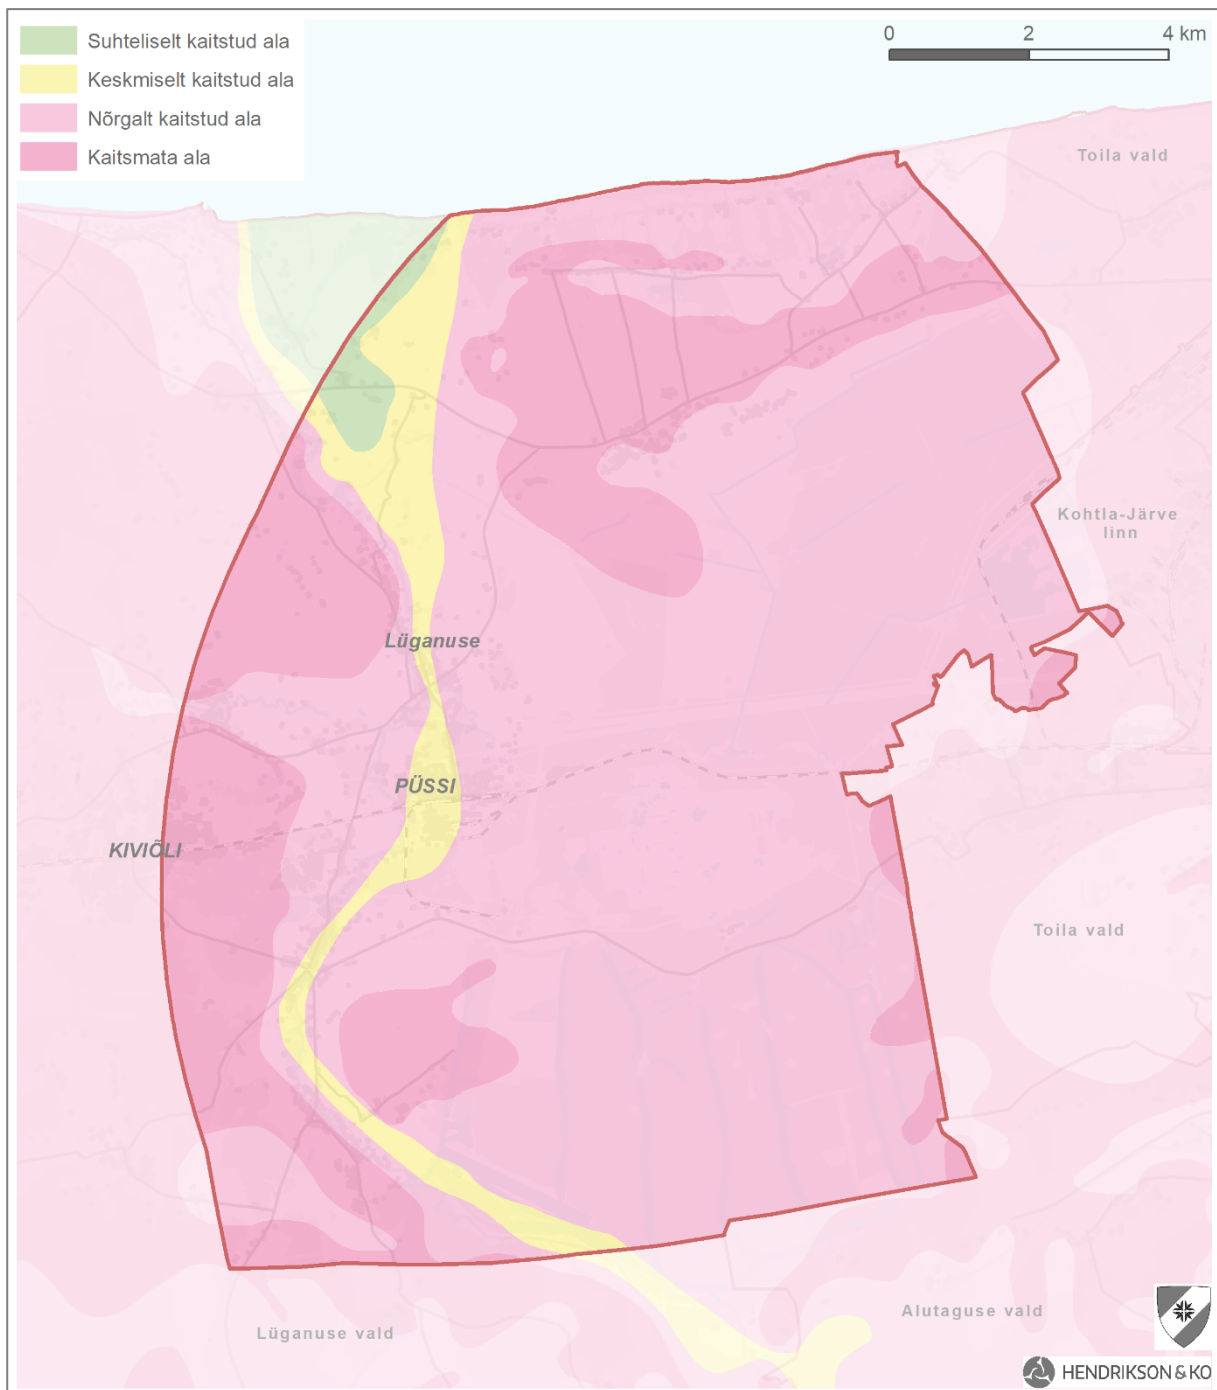 Suhteliselt kaitstud ala
Keskmiselt kaitstud ala
Nõrgalt kaitstud ala
Kaitsmata ala
0 2 4 km
Toila vald
Kohtla-Järve
linn
Lüganuse
PÜSSI
KIVIÕLI
Toila vald
Alutaguse vald
Lüganuse vald
HENDRIKSON & KO